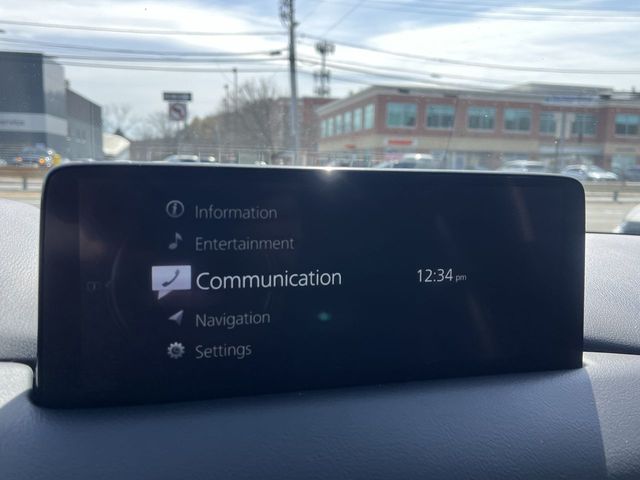 Information
Entertainment
Communication
12:34 pm
Navigation
Settings